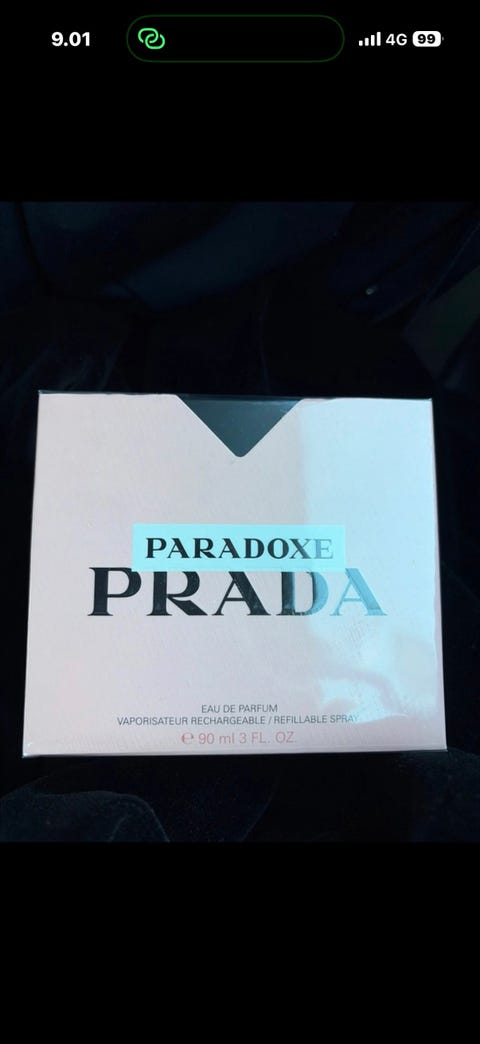 9.01 4G 99
PARADOXE
PRADA
EAU DE PARFUM
VAPORISATEUR RECHARGEABLE / REFILLABLE SPRAY
℮ 90 ml 3 FL. OZ.